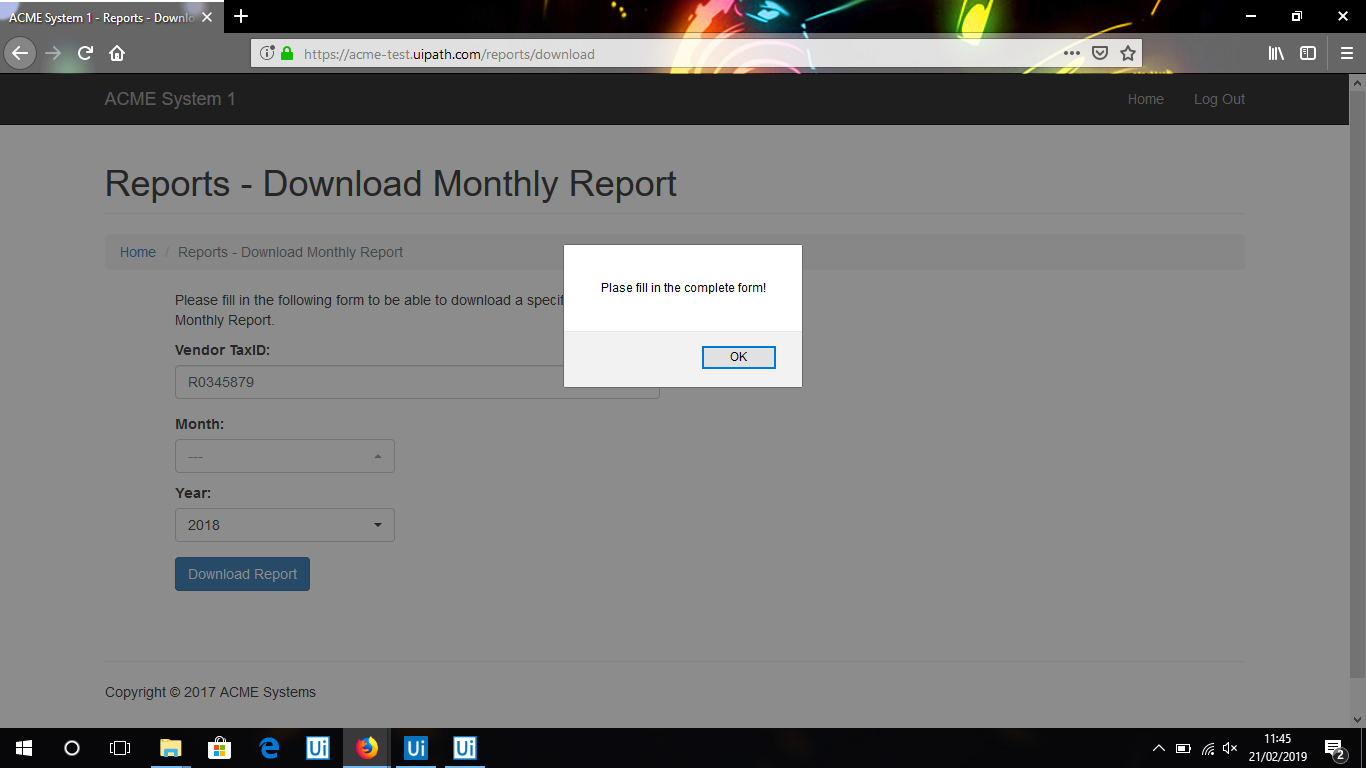 ACME System 1 - Reports - Downlo
https://acme-test.uipath.com/reports/download
ACME System 1
Home
Log Out
Reports - Download Monthly Report
Home / Reports - Download Monthly Report
Plase fill in the complete form!
OK
Please fill in the following form to be able to download a specif
Monthly Report.
Vendor TaxID:
R0345879
Month:
---
Year:
2018
Download Report
Copyright © 2017 ACME Systems
Ui
Ui
Ui
11:45
21/02/2019
2